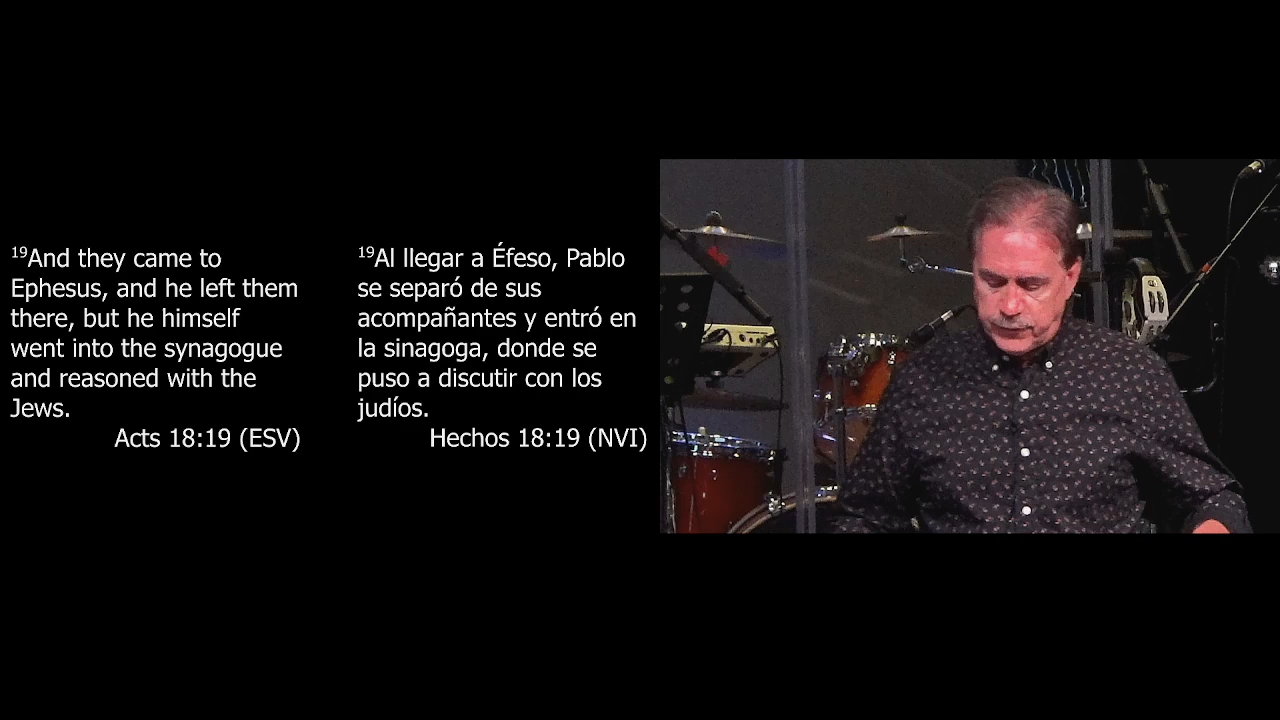 19And they came to
Ephesus, and he left them
there, but he himself
went into the synagogue
and reasoned with the
Jews.
Acts 18:19 (ESV)
19Al llegar a Éfeso, Pablo
se separó de sus
acompañantes y entró en
la sinagoga, donde se
puso a discutir con los
judíos.
Hechos 18:19 (NVI)